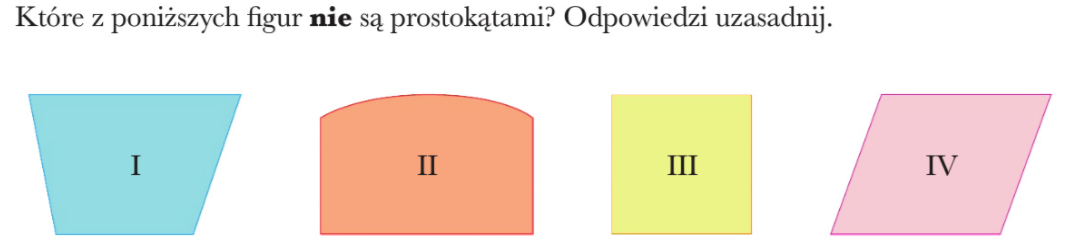 Które z poniższych figur nie są prostokątami? Odpowiedzi uzasadnij.
I II III IV